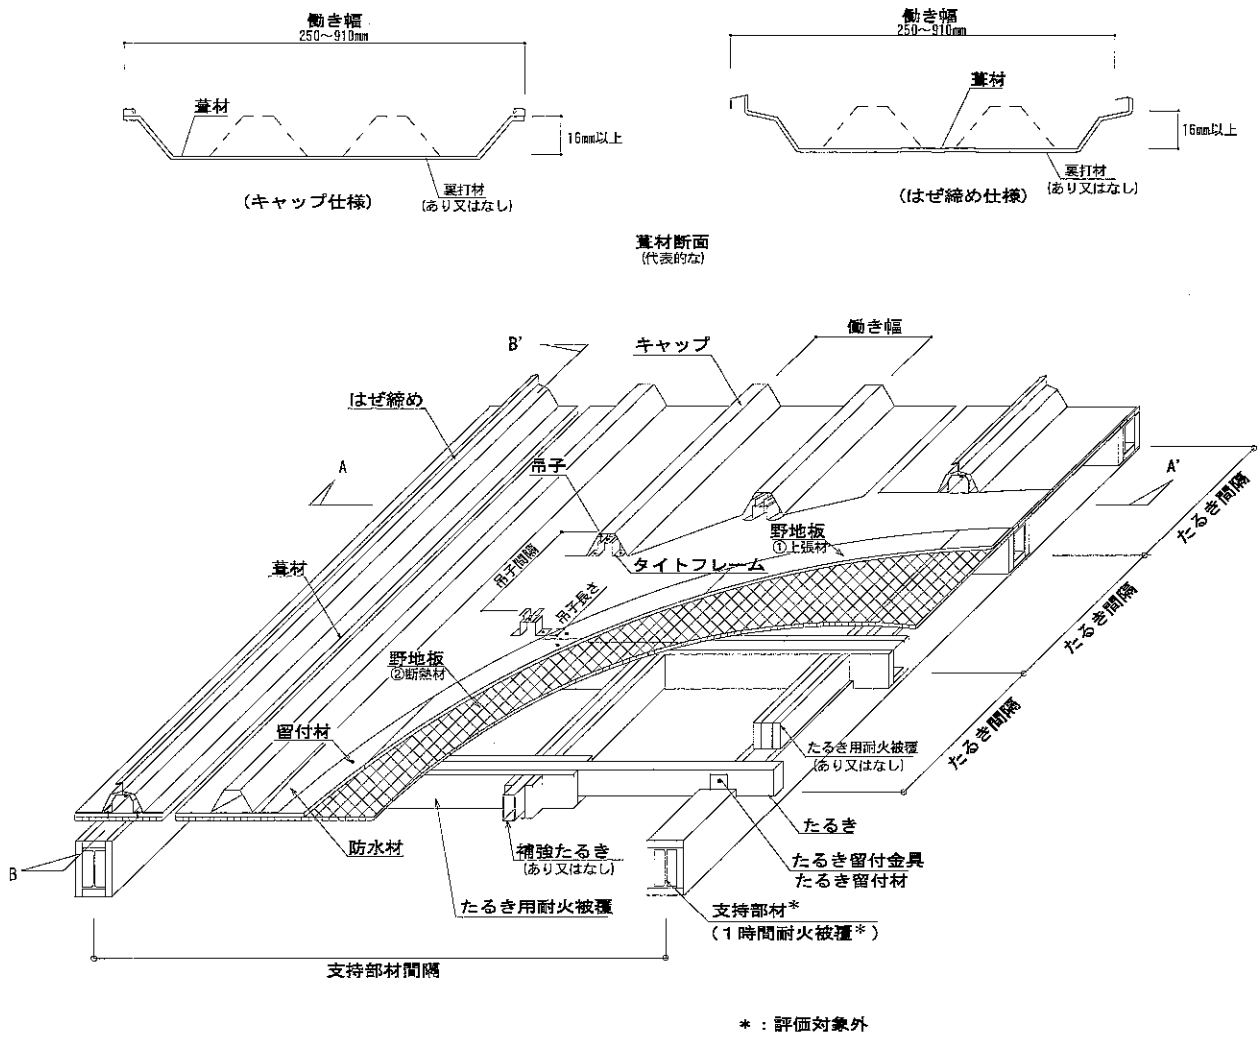 働き幅
250～910mm
葺材
16mm以上
裏打材
(あり又はなし)
(キャップ仕様)
働き幅
250～910mm
葺材
16mm以上
裏打材
(あり又はなし)
(はぜ締め仕様)
葺材断面
(代表的な)
B'
キャップ
働き幅
はぜ締め
A
吊子
A'
たるき間隔
野地板
①上張材
吊子間隔
タイトフレーム
葺材
吊子長さ
たるき間隔
野地板
②断熱材
留付材
たるき間隔
たるき用耐火被覆
(あり又はなし)
たるき
防水材
補強たるき
(あり又はなし)
たるき留付金具
たるき留付材
B
たるき用耐火被覆
支持部材*
(1時間耐火被覆*)
支持部材間隔
*：評価対象外